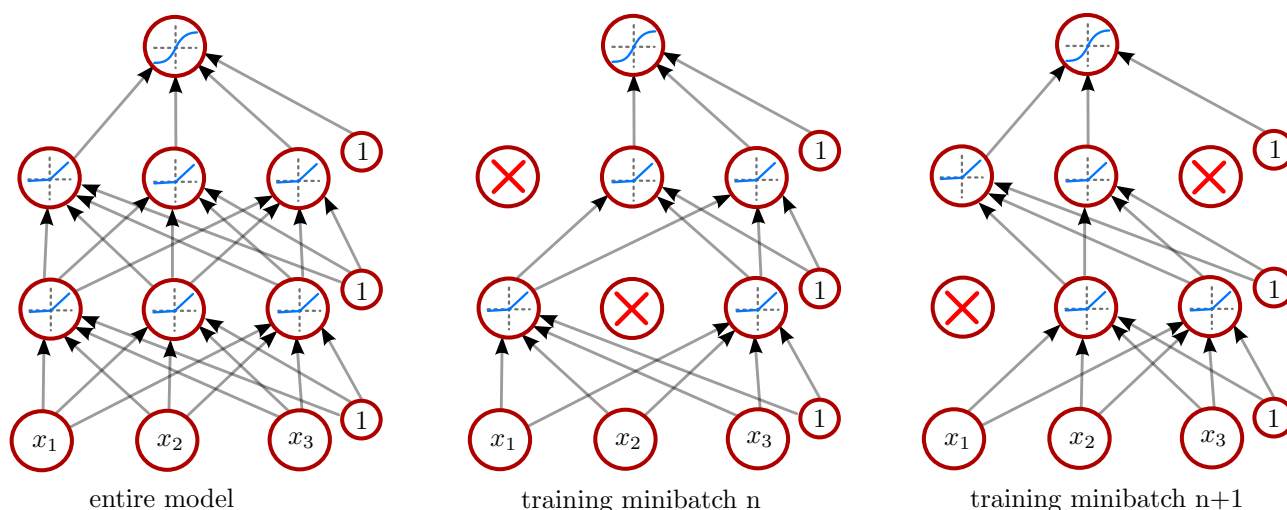 1 1 1
1 1 1
x1 x2 x3 1 x1 x2 x3 1 x1 x2 x3 1
entire model
training minibatch n
training minibatch n+1